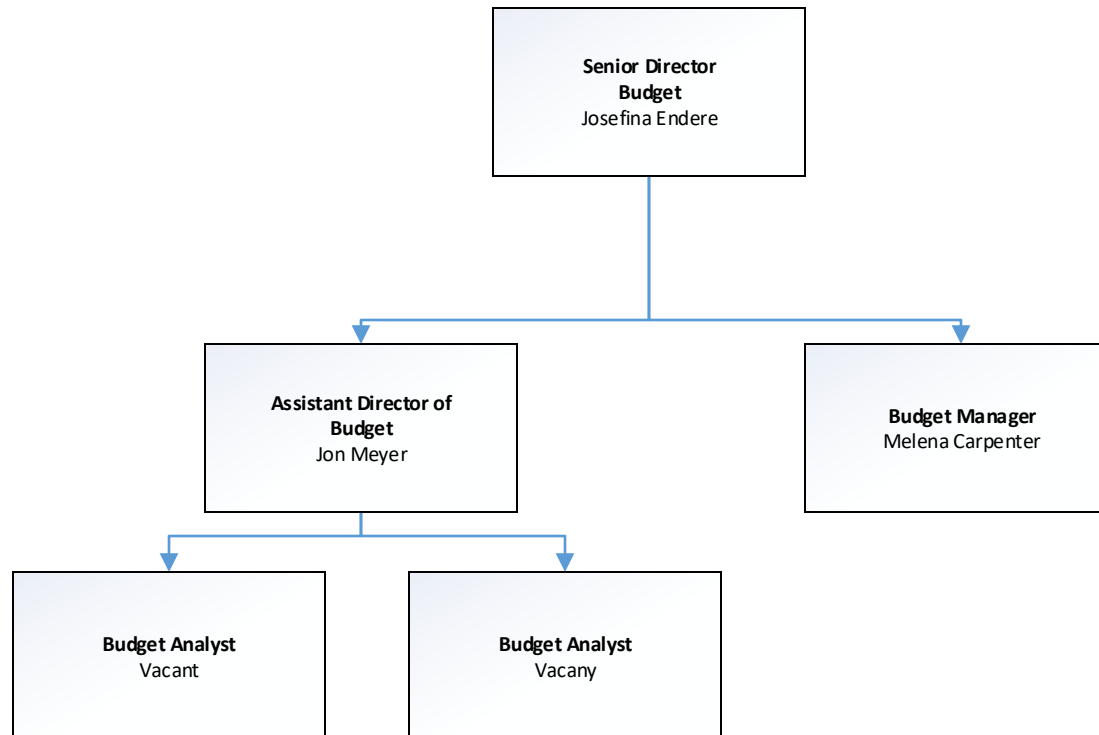 Senior Director
Budget
Josefina Endere
Assistant Director of
Budget
Jon Meyer
Budget Manager
Melena Carpenter
Budget Analyst
Vacant
Budget Analyst
Vacany